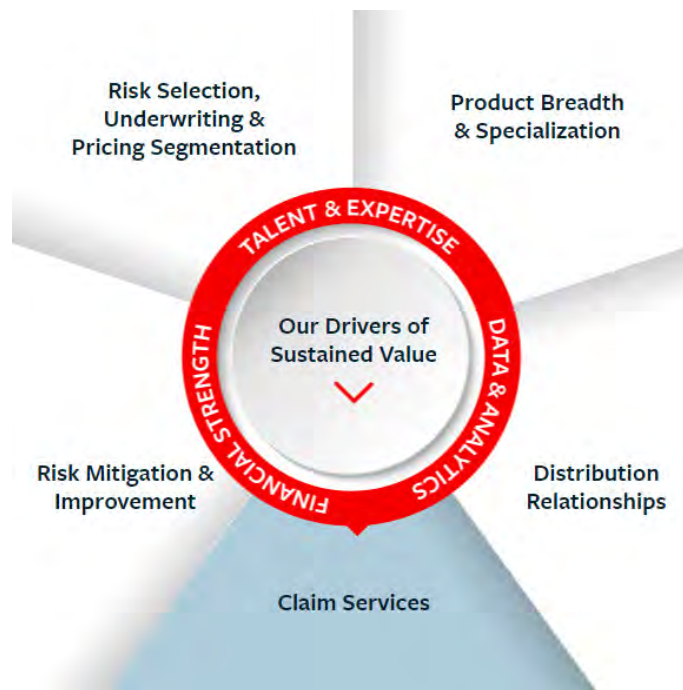 Risk Selection,
Underwriting &
Pricing Segmentation
Product Breadth
& Specialization
TALENT & EXPERTISE
Our Drivers of
Sustained Value
DATA & ANALYTICS
FINANCIAL STRENGTH
Risk Mitigation &
Improvement
Distribution
Relationships
Claim Services